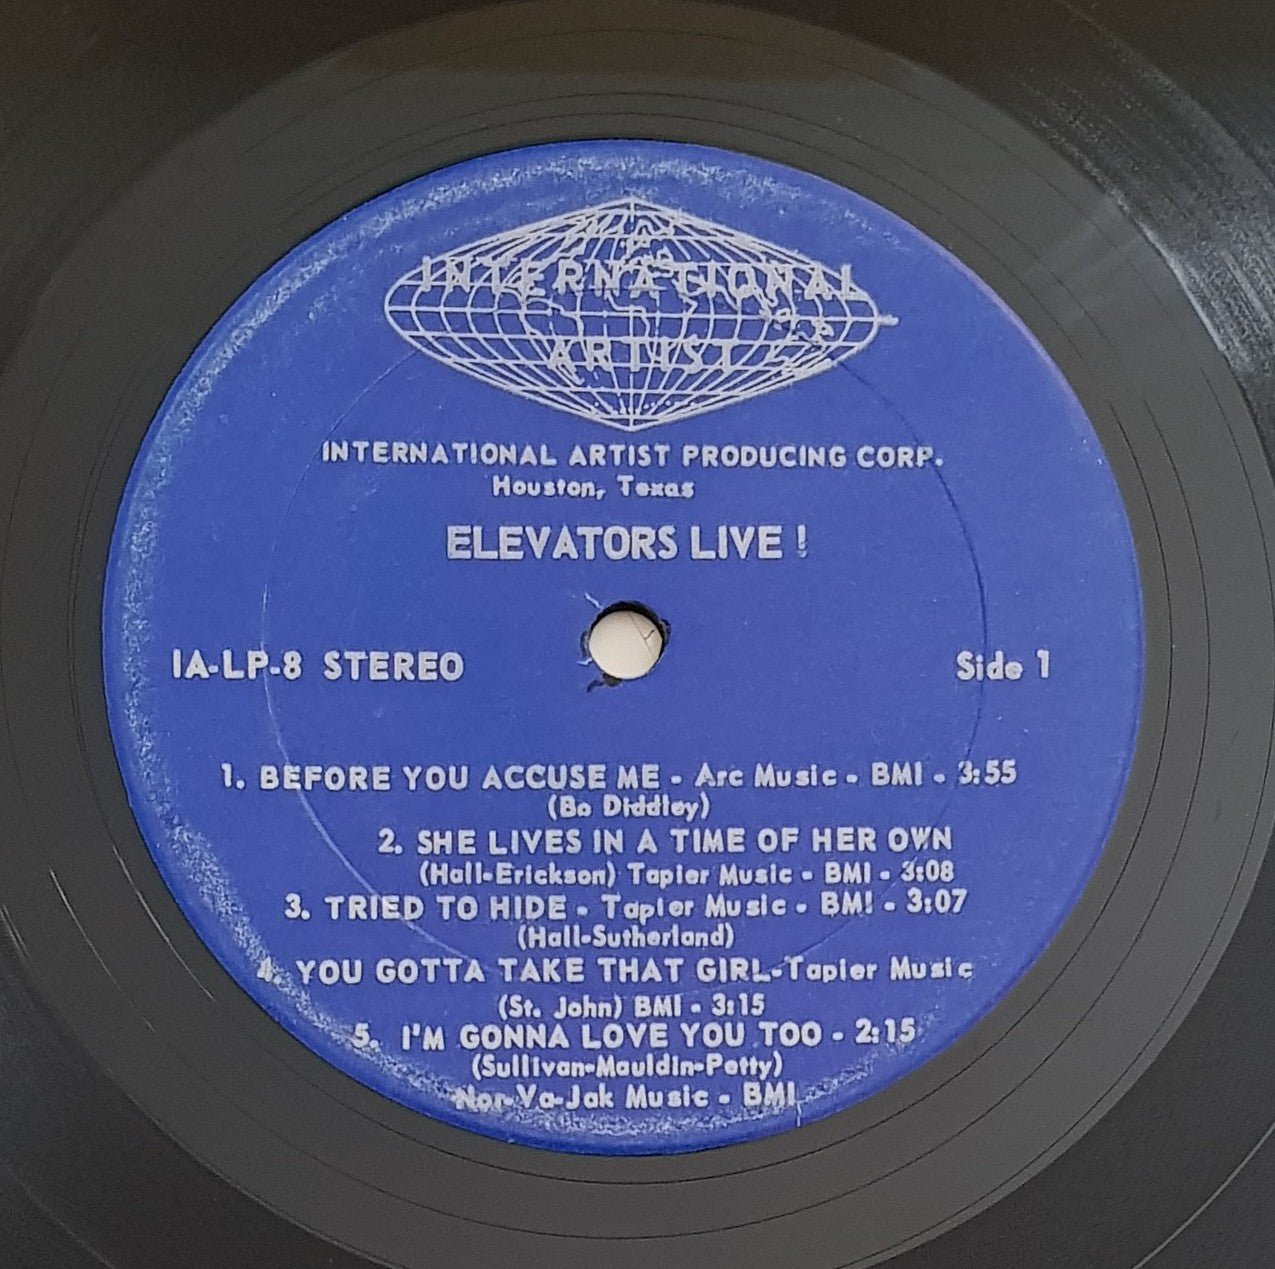 INTERNATIONAL
ARTIST
INTERNATIONAL ARTIST PRODUCING CORP.
Houston, Texas
ELEVATORS LIVE !
IA-LP-8 STEREO
Side 1
1. BEFORE YOU ACCUSE ME - Arc Music - BMI - 3:55
(Bo Diddley)
2. SHE LIVES IN A TIME OF HER OWN
(Hall-Erickson) Tapier Music - BMI - 3:08
3. TRIED TO HIDE - Tapier Music - BMI - 3:07
(Hall-Sutherland)
4. YOU GOTTA TAKE THAT GIRL-Tapier Music
(St. John) BMI - 3:15
5. I'M GONNA LOVE YOU TOO - 2:15
(Sullivan-Mauldin-Petty)
Nor-Va-Jak Music - BMI